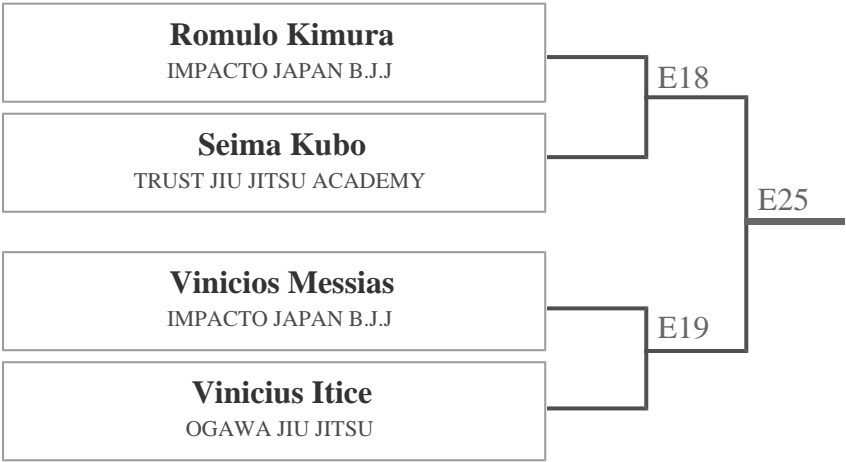 Romulo Kimura
IMPACTO JAPAN B.J.J
E18
Seima Kubo
TRUST JIU JITSU ACADEMY
E25
Vinicios Messias
IMPACTO JAPAN B.J.J
E19
Vinicius Itice
OGAWA JIU JITSU